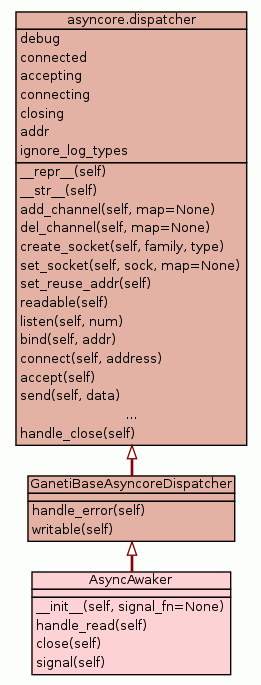 asyncore.dispatcher
debug
connected
accepting
connecting
closing
addr
ignore_log_types
__repr__(self)
__str__(self)
add_channel(self, map=None)
del_channel(self, map=None)
create_socket(self, family, type)
set_socket(self, sock, map=None)
set_reuse_addr(self)
readable(self)
listen(self, num)
bind(self, addr)
connect(self, address)
accept(self)
send(self, data)
...
handle_close(self)
GanetiBaseAsyncoreDispatcher
handle_error(self)
writable(self)
AsyncAwaker
__init__(self, signal_fn=None)
handle_read(self)
close(self)
signal(self)